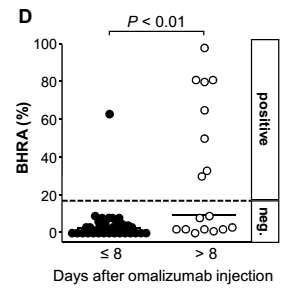 D
P < 0.01
100
80
60
40
20
0
BHRA (%)
positive
neg.
≤ 8
> 8
Days after omalizumab injection